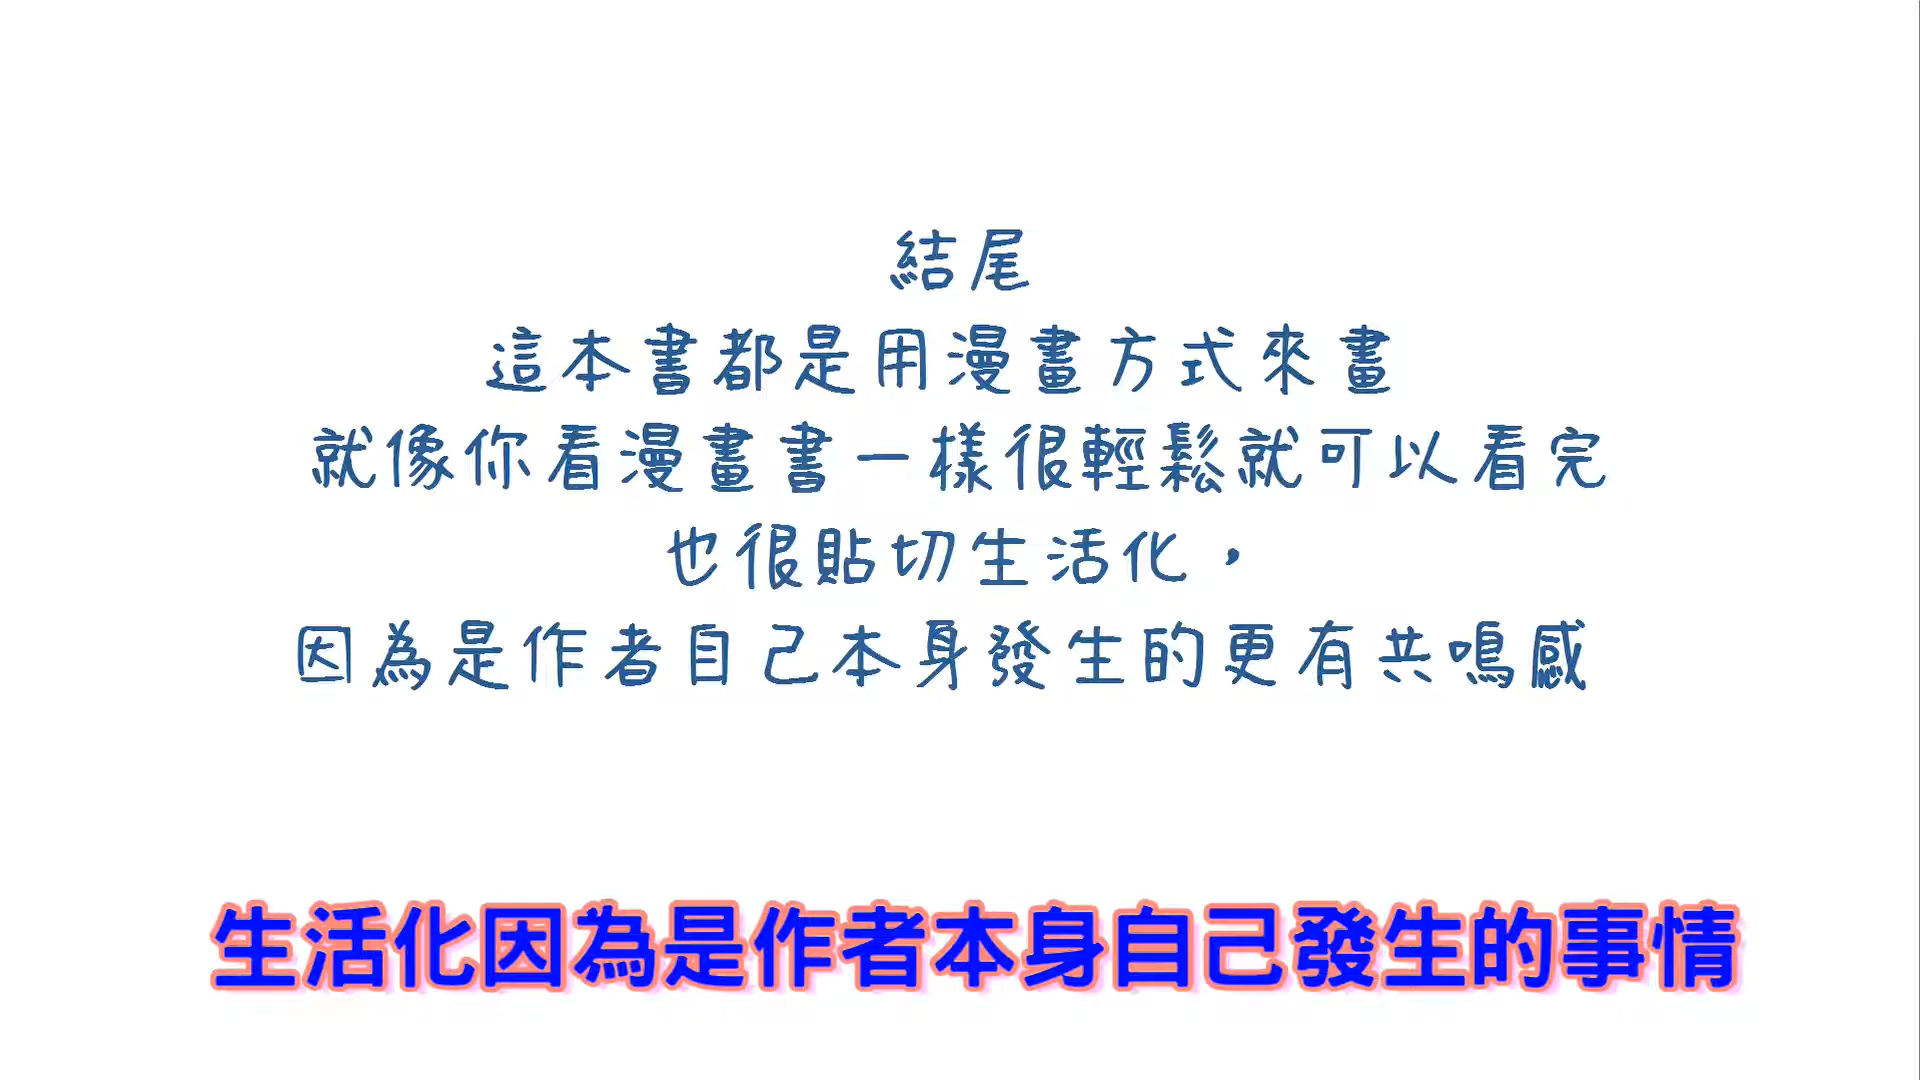 結尾
這本書都是用漫畫方式來畫
就像你看漫畫書一樣很輕鬆就可以看完
也很貼切生活化，
因為是作者自己本身發生的更有共鳴感
生活化因為是作者本身自己發生的事情